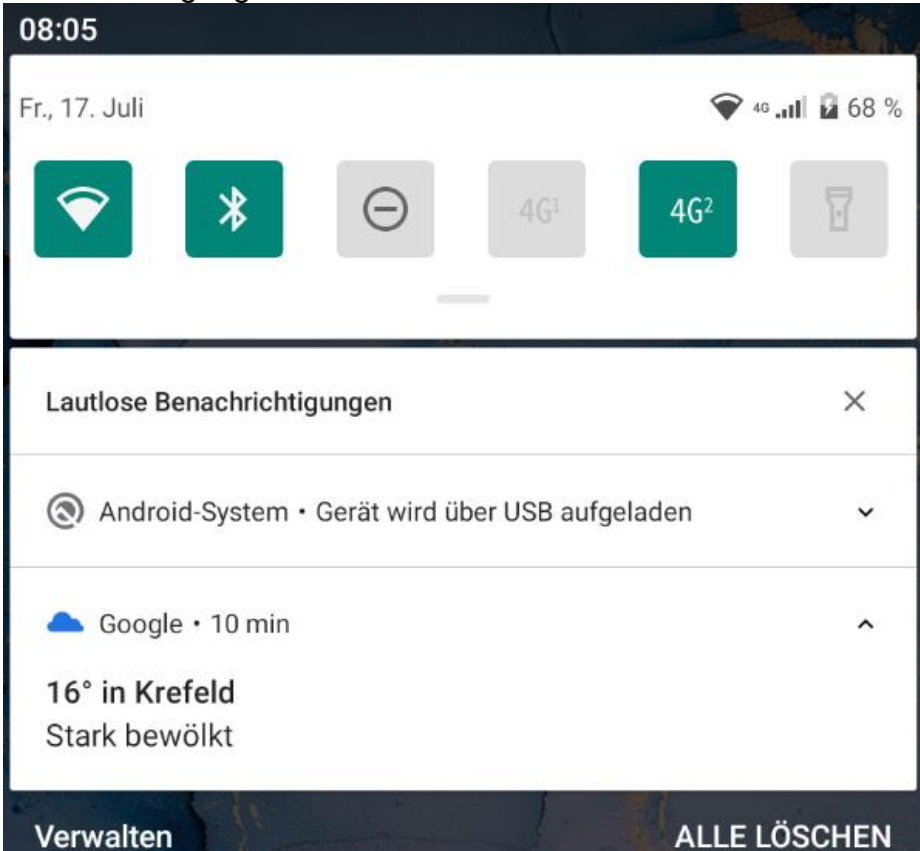 08:05
Fr., 17. Juli 4G 68 %
4G¹ 4G²
Lautlose Benachrichtigungen
Android-System • Gerät wird über USB aufgeladen
Google • 10 min
16° in Krefeld
Stark bewölkt
Verwalten ALLE LÖSCHEN